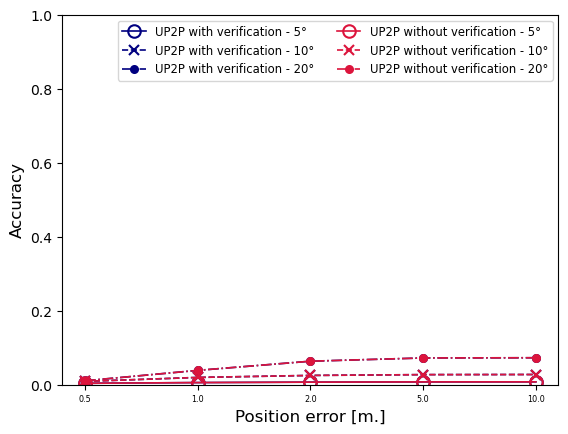 1.0
UP2P with verification - 5°
UP2P with verification - 10°
UP2P with verification - 20°
UP2P without verification - 5°
UP2P without verification - 10°
UP2P without verification - 20°
0.8
0.6
0.4
0.2
0.0
Accuracy
0.5 1.0 2.0 5.0 10.0
Position error [m.]